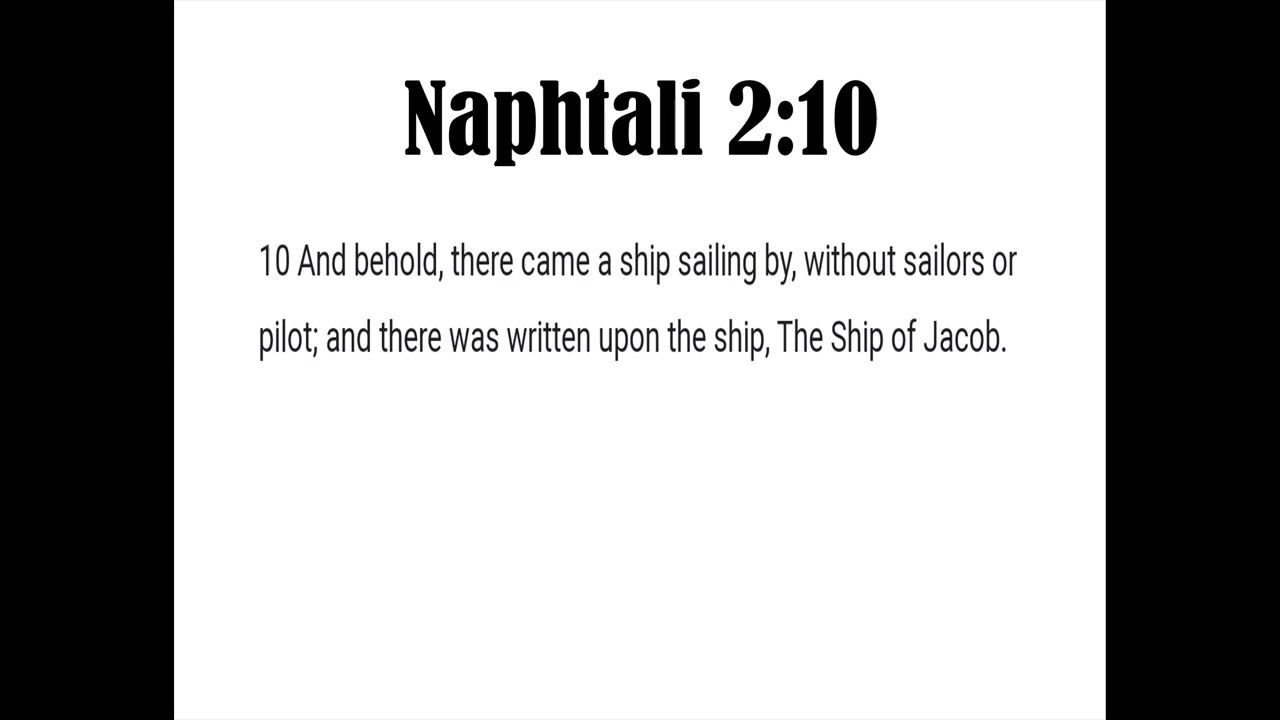 Naphtali 2:10
10 And behold, there came a ship sailing by, without sailors or
pilot; and there was written upon the ship, The Ship of Jacob.